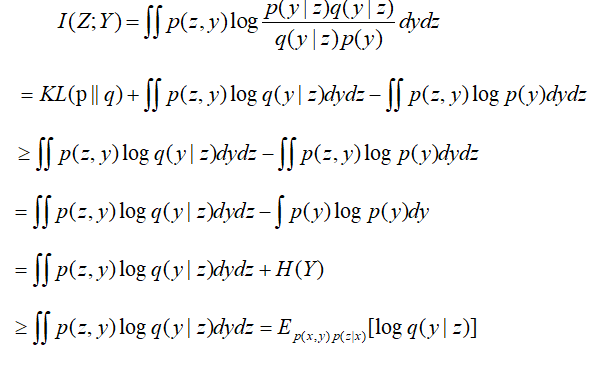 I(Z;Y) = ∬ p(z,y) log p(y|z)q(y|z) / q(y|z)p(y) dydz
= KL(p || q) + ∬ p(z,y) log q(y|z)dydz − ∬ p(z,y) log p(y)dydz
≥ ∬ p(z,y) log q(y|z)dydz − ∬ p(z,y) log p(y)dydz
= ∬ p(z,y) log q(y|z)dydz − ∫ p(y) log p(y)dy
= ∬ p(z,y) log q(y|z)dydz + H(Y)
≥ ∬ p(z,y) log q(y|z)dydz = E_{p(x,y)p(z|x)}[log q(y|z)]